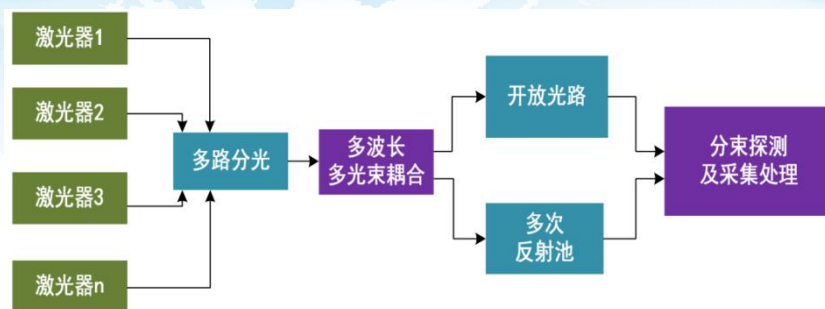 激光器1
激光器2
激光器3
激光器n
多路分光
多波长
多光束耦合
开放光路
多次
反射池
分束探测
及采集处理